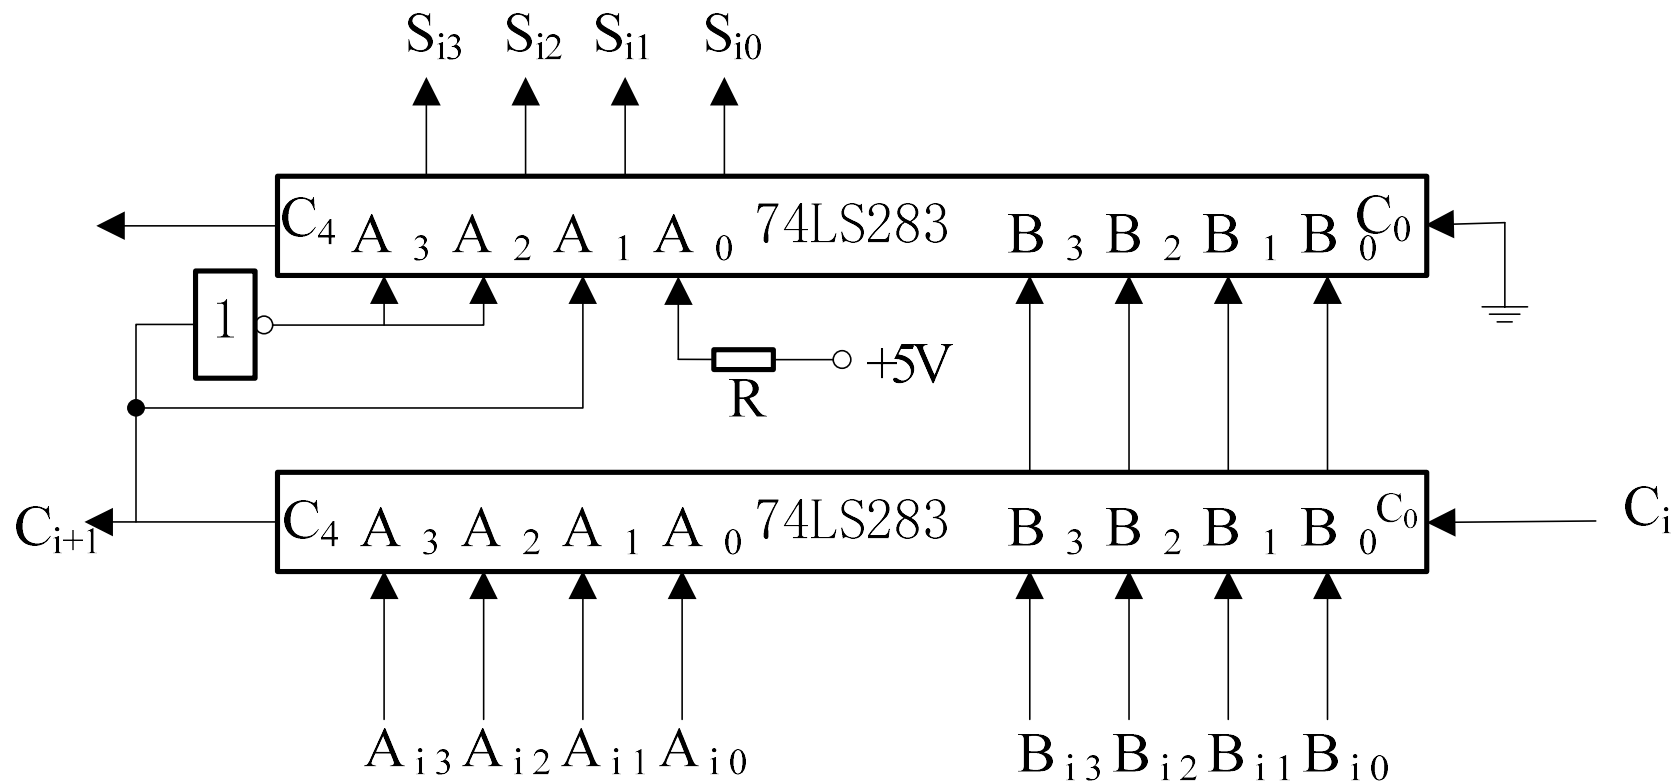 Si3 Si2 Si1 Si0
C4 A3 A2 A1 A0 74LS283 B3 B2 B1 B0 C0
1
+5V
R
Ci+1 C4 A3 A2 A1 A0 74LS283 B3 B2 B1 B0 C0 Ci
Ai3 Ai2 Ai1 Ai0 Bi3 Bi2 Bi1 Bi0